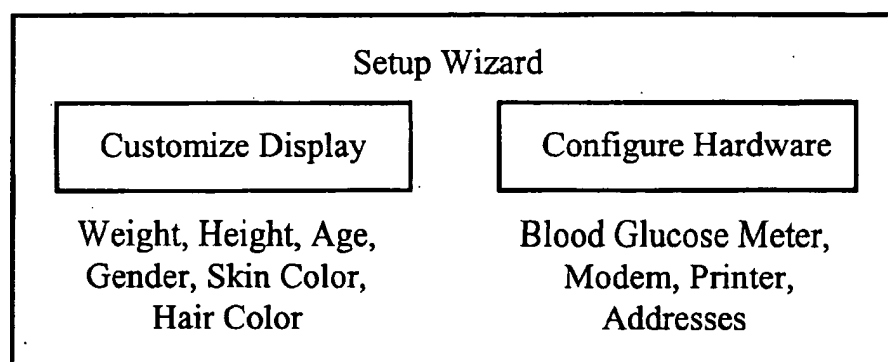 Setup Wizard
Customize Display
Weight, Height, Age,
Gender, Skin Color,
Hair Color
Configure Hardware
Blood Glucose Meter,
Modem, Printer,
Addresses